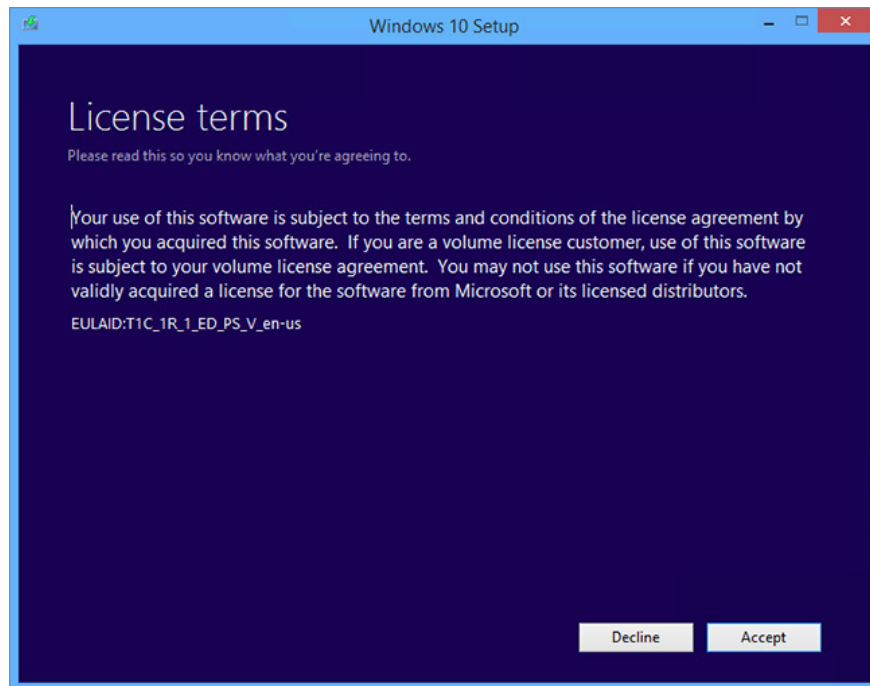 Windows 10 Setup
License terms
Please read this so you know what you're agreeing to.
Your use of this software is subject to the terms and conditions of the license agreement by
which you acquired this software.  If you are a volume license customer, use of this software
is subject to your volume license agreement.  You may not use this software if you have not
validly acquired a license for the software from Microsoft or its licensed distributors.
EULAID:T1C_1R_1_ED_PS_V_en-us
Decline Accept